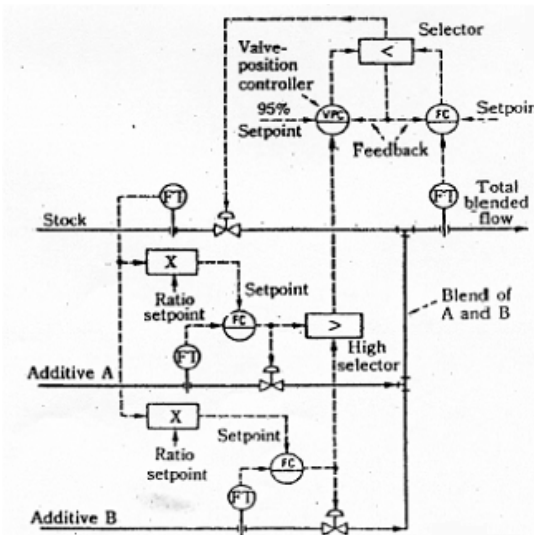 Selector
<
Valve-
position
controller
95%
Setpoint
VPC
FC
Setpoint
Feedback
FT
FT
Total
blended
flow
Stock
X
Ratio
setpoint
Setpoint
FC
>
High
selector
Blend of
A and B
FT
Additive A
X
Ratio
setpoint
Setpoint
FC
FT
Additive B